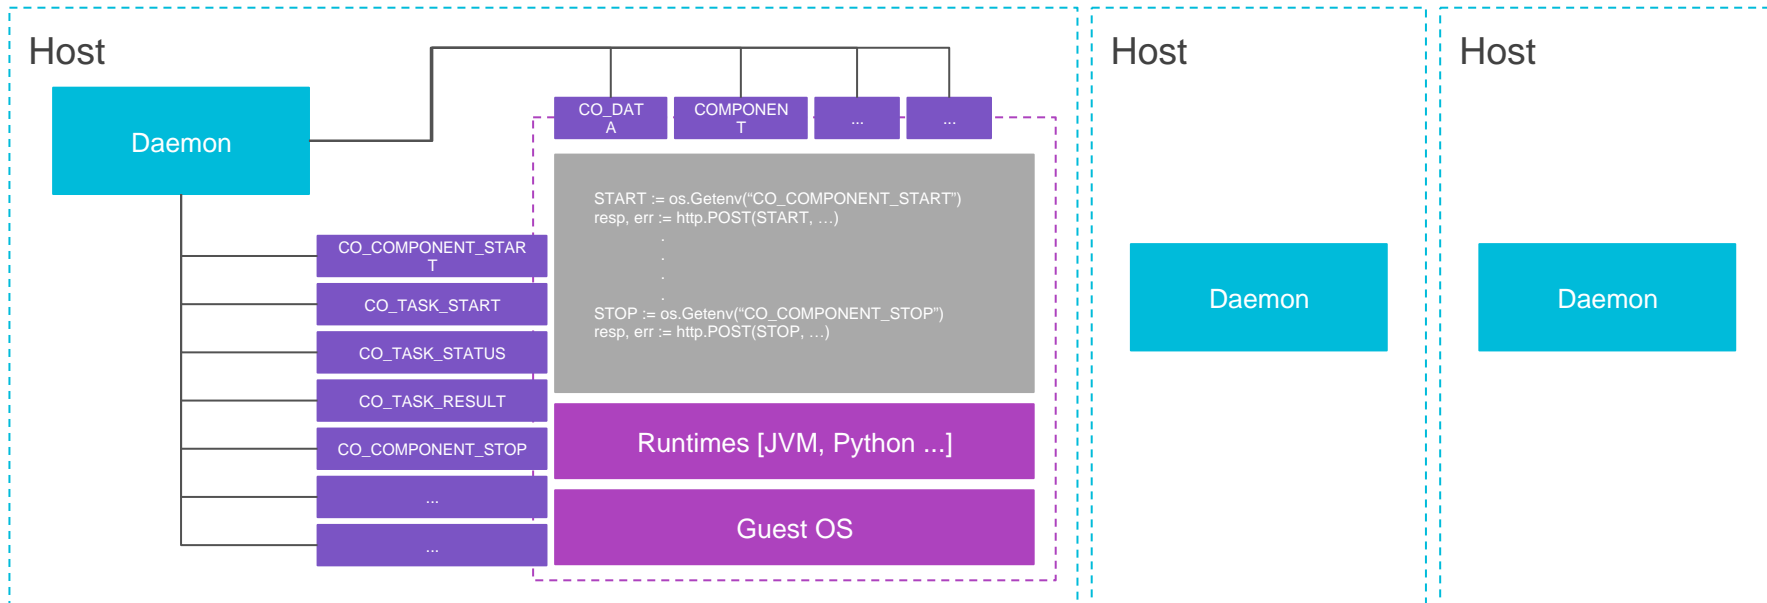 Host
Host
Host
Daemon
CO_DAT
A
COMPONEN
T
...
...
START := os.Getenv(“CO_COMPONENT_START”)
resp, err := http.POST(START, …)
.
.
.
.
STOP := os.Getenv(“CO_COMPONENT_STOP”)
resp, err := http.POST(STOP, …)
CO_COMPONENT_STAR
T
CO_TASK_START
CO_TASK_STATUS
CO_TASK_RESULT
CO_COMPONENT_STOP
...
...
Runtimes [JVM, Python ...]
Guest OS
Daemon
Daemon